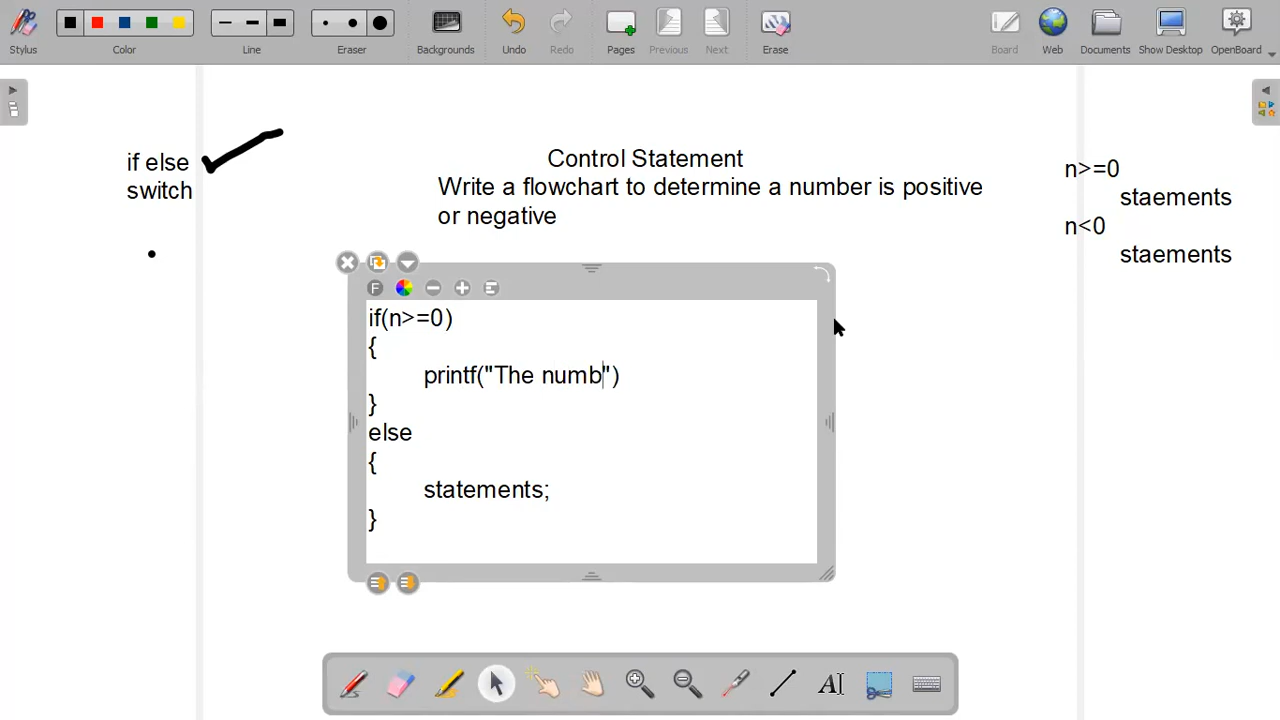 Stylus
Color
Line
Eraser
Backgrounds
Undo
Redo
Pages
Previous
Next
Erase
Board
Web
Documents
Show Desktop
OpenBoard
if else
switch
Control Statement
Write a flowchart to determine a number is positive
or negative
n>=0
staements
n<0
staements
F
if(n>=0)
{
printf("The numb")
}
else
{
statements;
}
AI